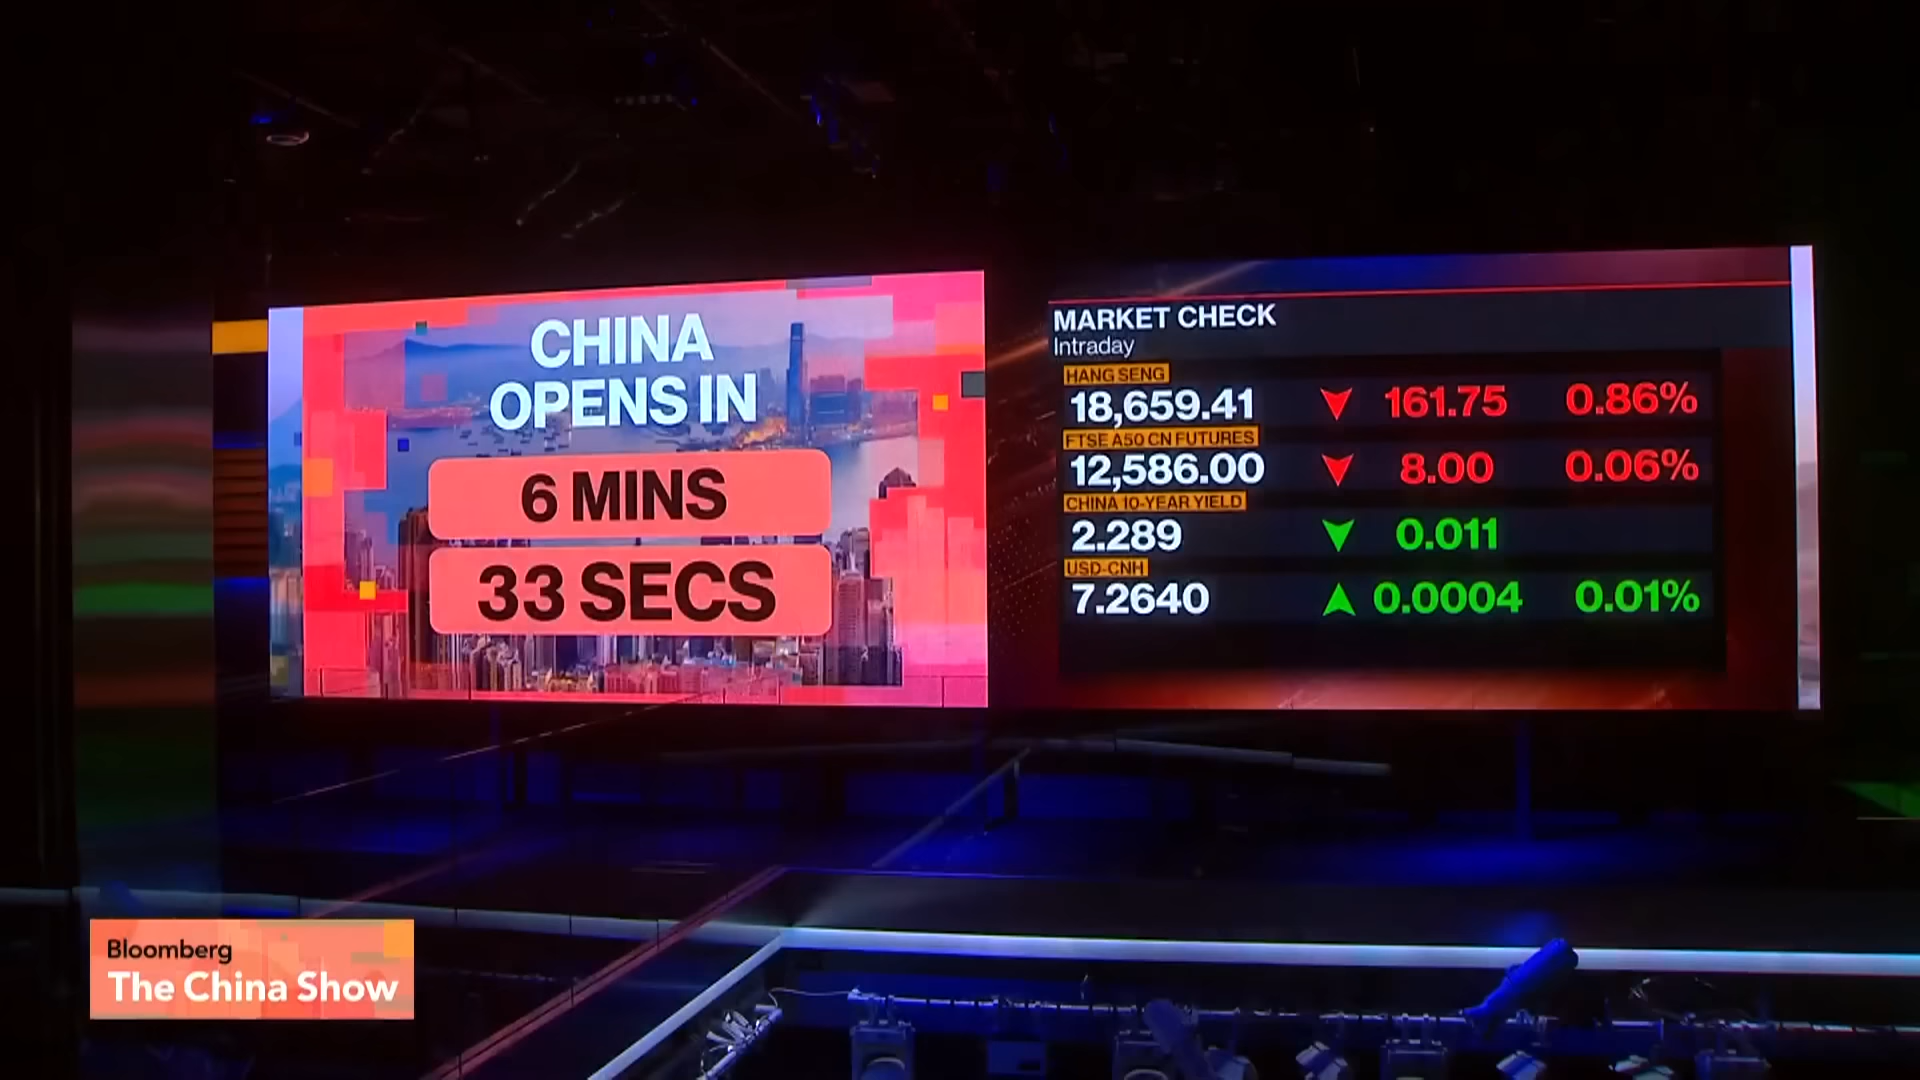 CHINA
OPENS IN
6 MINS
33 SECS
MARKET CHECK
Intraday
HANG SENG
18,659.41 161.75 0.86%
FTSE A50 CN FUTURES
12,586.00 8.00 0.06%
CHINA 10-YEAR YIELD
2.289 0.011
USD-CNH
7.2640 0.0004 0.01%
Bloomberg
The China Show